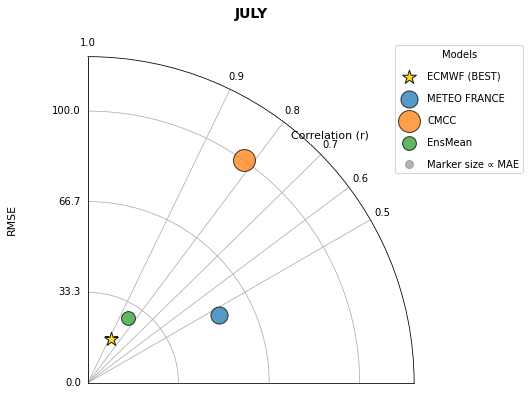 JULY
1.0
0.9
0.8
Correlation (r)
0.7
0.6
0.5
100.0
66.7
33.3
0.0
RMSE
Models
ECMWF (BEST)
METEO FRANCE
CMCC
EnsMean
Marker size ∝ MAE